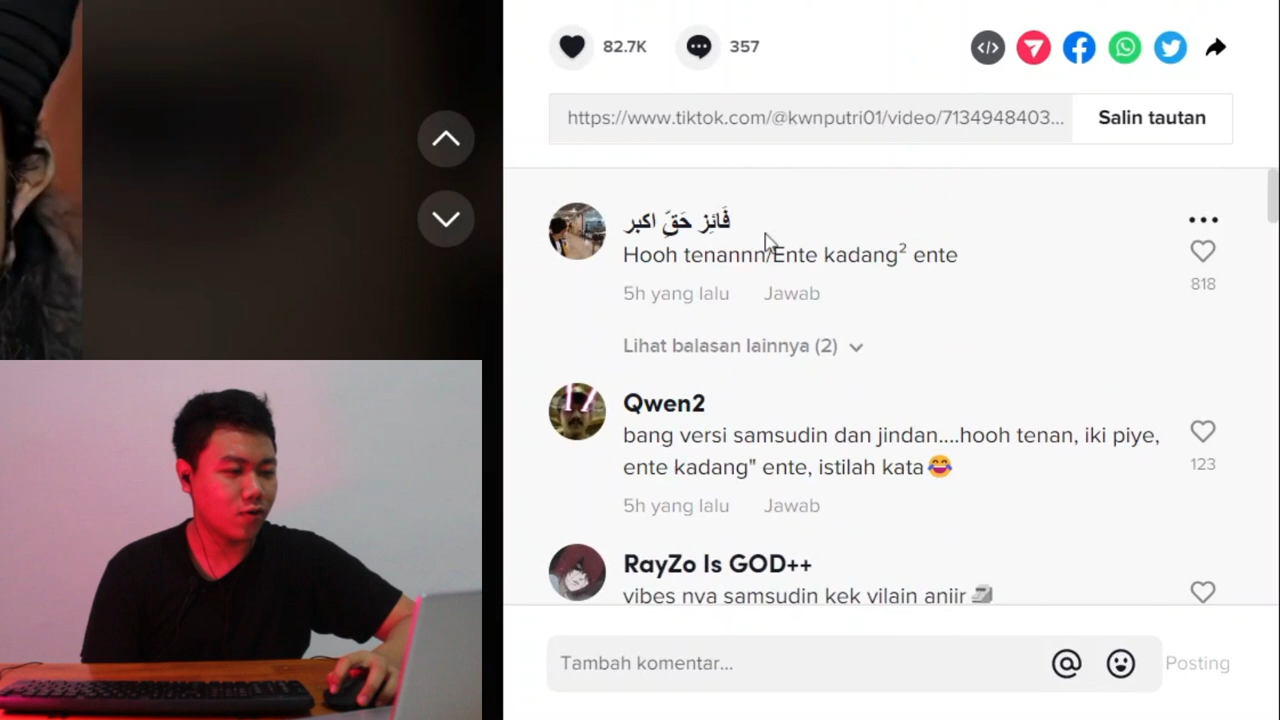 82.7K
357
https://www.tiktok.com/@kwnputri01/video/7134948403...
Salin tautan
فَائِز حَقِّ اكبر
Hooh tenannn/Ente kadang² ente
818
5h yang lalu Jawab
Lihat balasan lainnya (2)
Qwen2
bang versi samsudin dan jindan....hooh tenan, iki piye,
ente kadang" ente, istilah kata😂
123
5h yang lalu Jawab
RayZo Is GOD++
vibes nya samsudin kek vilain aniir🗿
Tambah komentar...
Posting